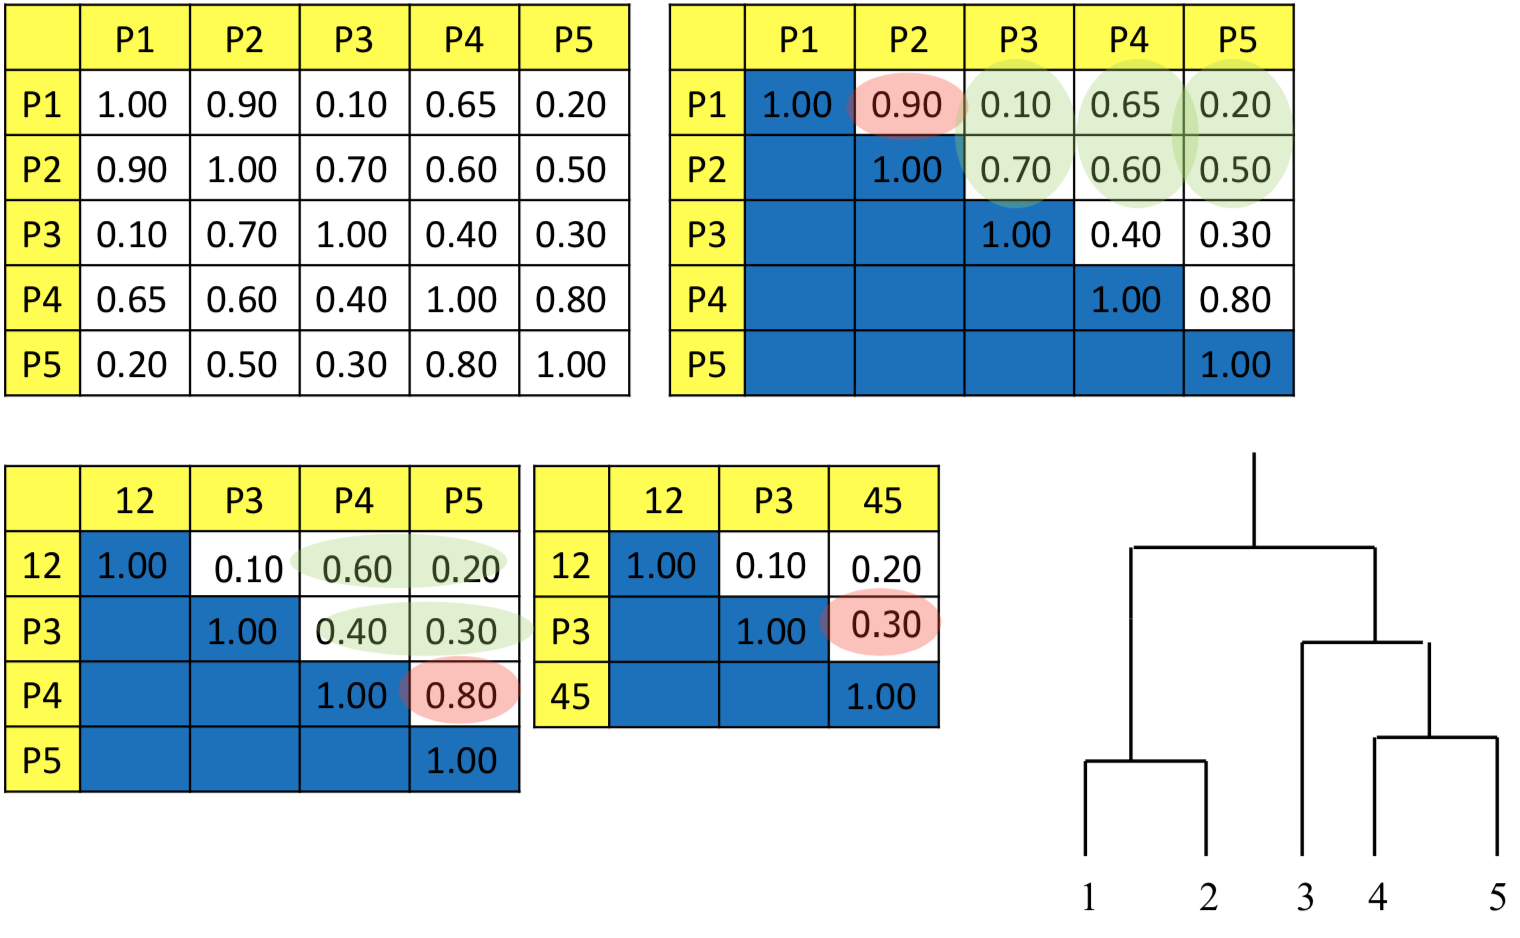 P1 P2 P3 P4 P5
P1 1.00 0.90 0.10 0.65 0.20
P2 0.90 1.00 0.70 0.60 0.50
P3 0.10 0.70 1.00 0.40 0.30
P4 0.65 0.60 0.40 1.00 0.80
P5 0.20 0.50 0.30 0.80 1.00
P1 P2 P3 P4 P5
P1 1.00 0.90 0.10 0.65 0.20
P2 1.00 0.70 0.60 0.50
P3 1.00 0.40 0.30
P4 1.00 0.80
P5 1.00
12 P3 P4 P5
12 1.00 0.10 0.60 0.20
P3 1.00 0.40 0.30
P4 1.00 0.80
P5 1.00
12 P3 45
12 1.00 0.10 0.20
P3 1.00 0.30
45 1.00
1 2 3 4 5